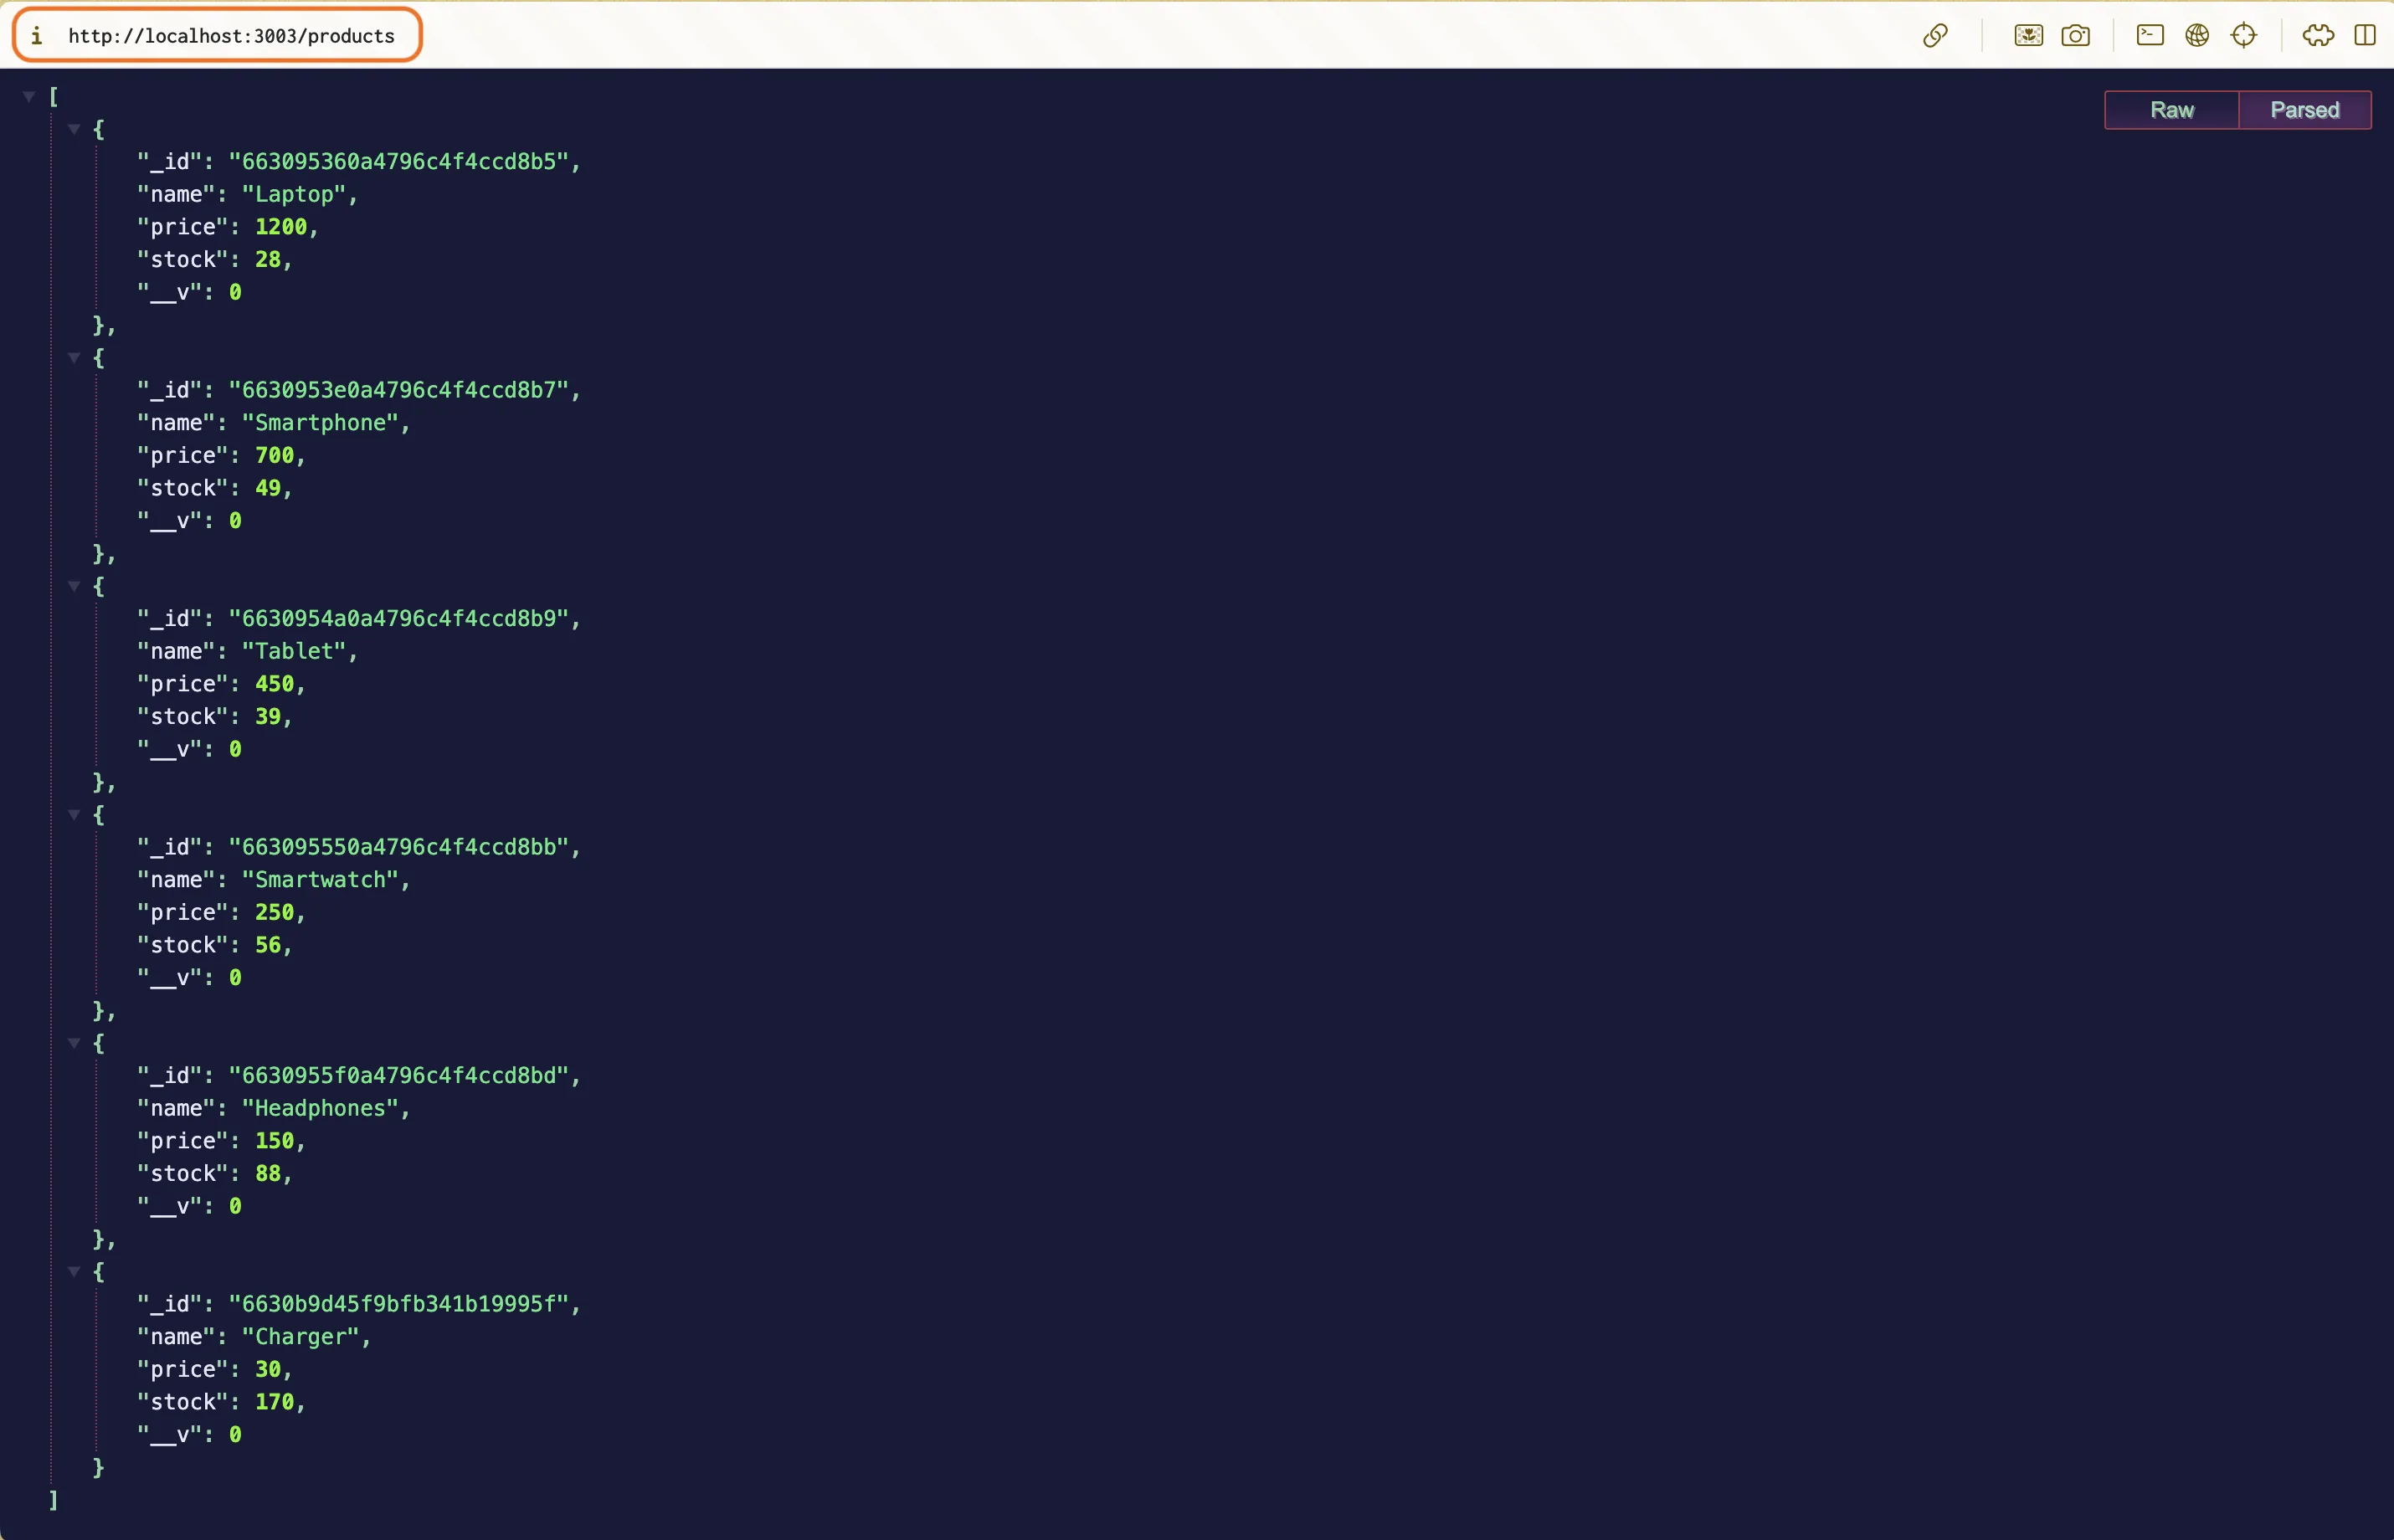 i http://localhost:3003/products
Raw Parsed
[
{
"_id": "663095360a4796c4f4ccd8b5",
"name": "Laptop",
"price": 1200,
"stock": 28,
"__v": 0
},
{
"_id": "6630953e0a4796c4f4ccd8b7",
"name": "Smartphone",
"price": 700,
"stock": 49,
"__v": 0
},
{
"_id": "6630954a0a4796c4f4ccd8b9",
"name": "Tablet",
"price": 450,
"stock": 39,
"__v": 0
},
{
"_id": "663095550a4796c4f4ccd8bb",
"name": "Smartwatch",
"price": 250,
"stock": 56,
"__v": 0
},
{
"_id": "6630955f0a4796c4f4ccd8bd",
"name": "Headphones",
"price": 150,
"stock": 88,
"__v": 0
},
{
"_id": "6630b9d45f9bfb341b19995f",
"name": "Charger",
"price": 30,
"stock": 170,
"__v": 0
}
]